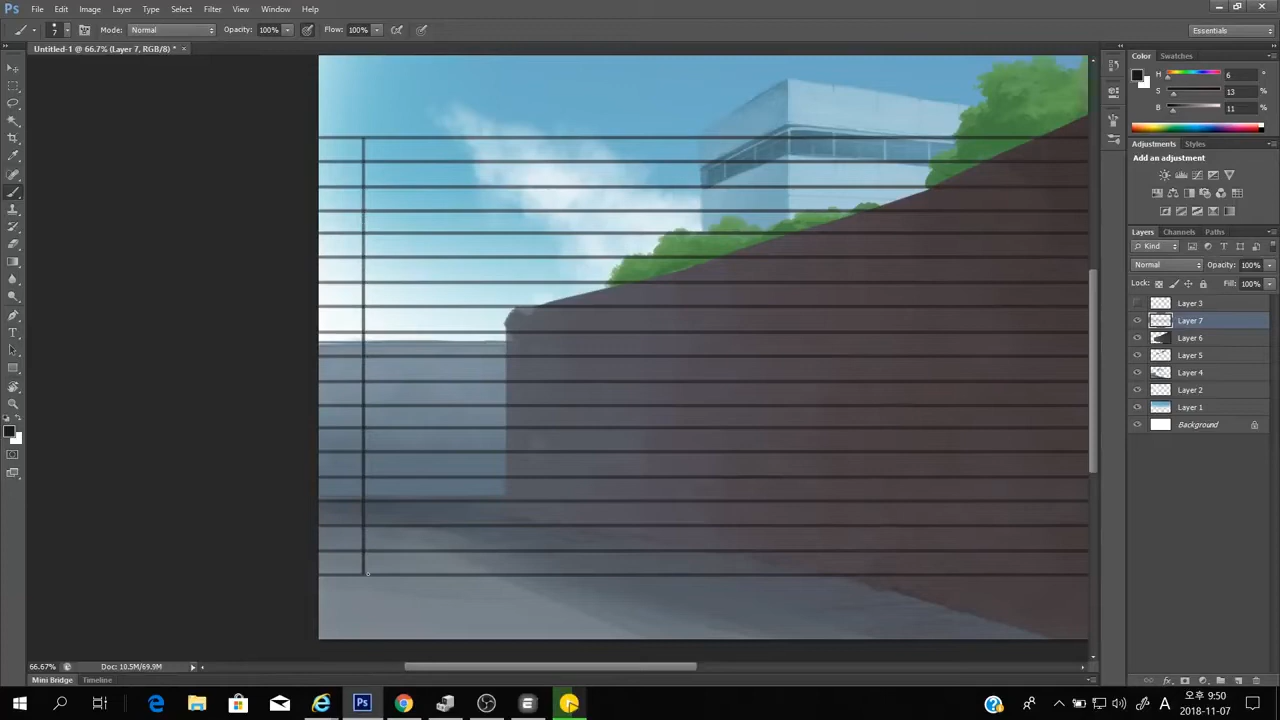 Ps File Edit Image Layer Type Select Filter View Window Help
7 Mode: Normal Opacity: 100% Flow: 100% Essentials
Untitled-1 @ 66.7% (Layer 7, RGB/8) * ×
Color Swatches
H 6 °
S 13 %
B 11 %
Adjustments Styles
Add an adjustment
Layers Channels Paths
Kind
Normal Opacity: 100%
Lock: Fill: 100%
Layer 3
Layer 7
Layer 6
Layer 5
Layer 4
Layer 2
Layer 1
Background
66.67% Doc: 10.5M/69.9M
Mini Bridge Timeline
Ps A 오후 9:50
2018-11-07